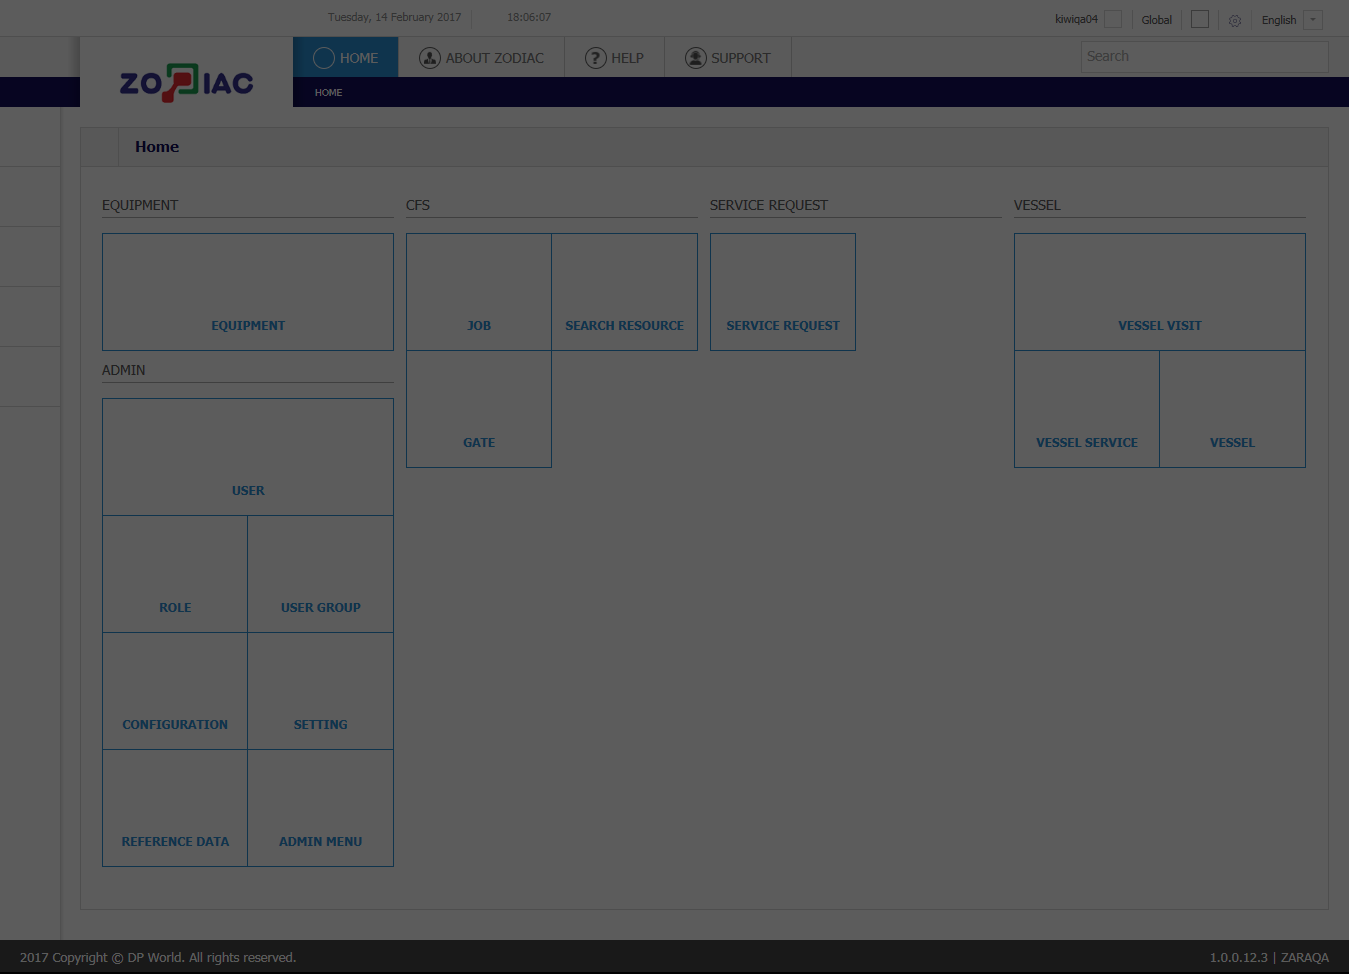 Tuesday, 14 February 2017 18:06:07 kiwiqa04 Global English
ZODIAC HOME ABOUT ZODIAC ? HELP SUPPORT Search
HOME
Home
EQUIPMENT CFS SERVICE REQUEST VESSEL
EQUIPMENT JOB SEARCH RESOURCE SERVICE REQUEST VESSEL VISIT
ADMIN
GATE VESSEL SERVICE VESSEL
USER
ROLE USER GROUP
CONFIGURATION SETTING
REFERENCE DATA ADMIN MENU
2017 Copyright © DP World. All rights reserved. 1.0.0.12.3 | ZARAQA